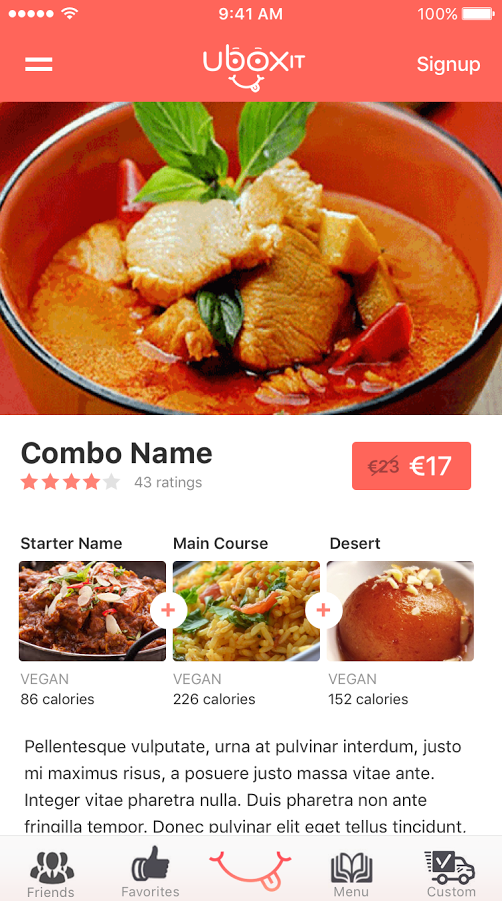 9:41 AM
100%
UBOXIT
Signup
Combo Name
43 ratings
€23 €17
Starter Name
Main Course
Desert
VEGAN
VEGAN
VEGAN
86 calories
226 calories
152 calories
Pellentesque vulputate, urna at pulvinar interdum, justo
mi maximus risus, a posuere justo massa vitae ante.
Integer vitae pharetra nulla. Duis pharetra non ante
fringilla tempor. Donec pulvinar elit eget tellus tincidunt,
Friends
Favorites
Menu
Custom